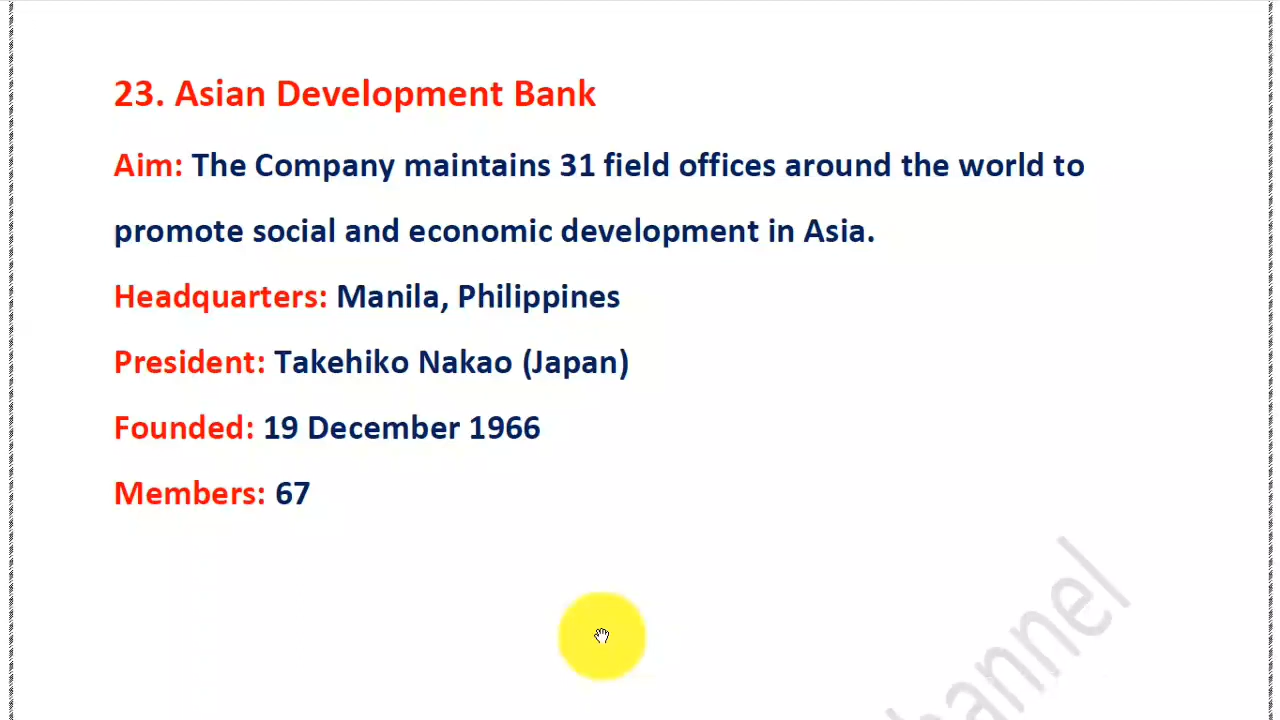 23. Asian Development Bank
Aim: The Company maintains 31 field offices around the world to
promote social and economic development in Asia.
Headquarters: Manila, Philippines
President: Takehiko Nakao (Japan)
Founded: 19 December 1966
Members: 67